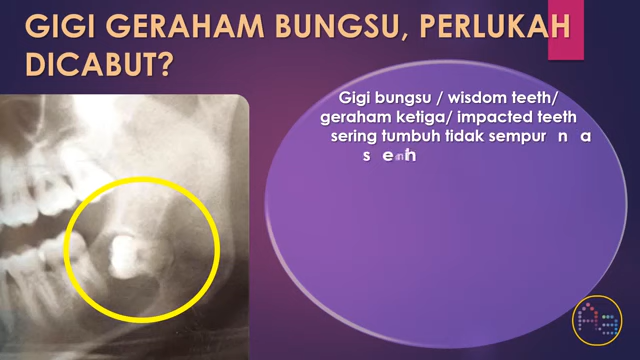 GIGI GERAHAM BUNGSU, PERLUKAH
DICABUT?
Gigi bungsu / wisdom teeth/
geraham ketiga/ impacted teeth
sering tumbuh tidak sempur n a